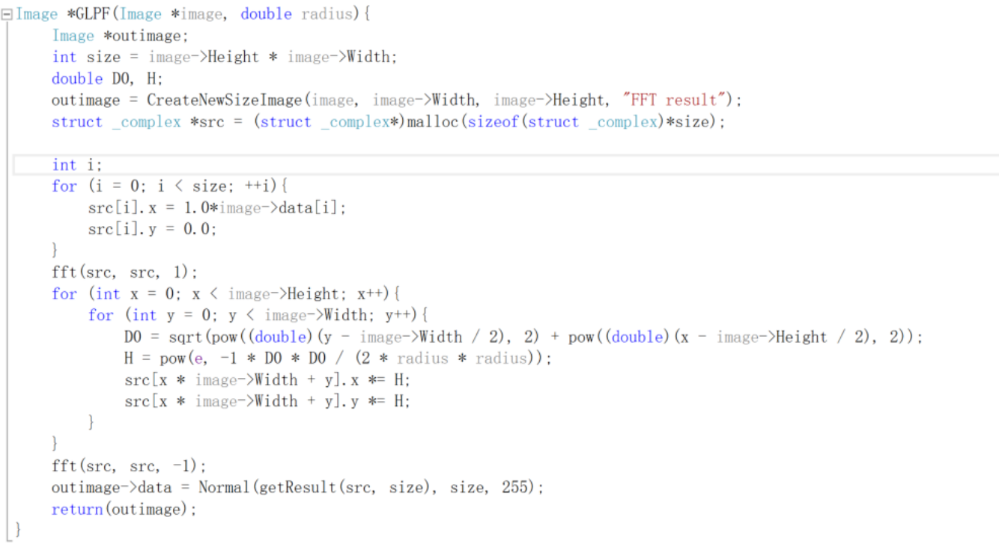 Image *GLPF(Image *image, double radius){
    Image *outimage;
    int size = image->Height * image->Width;
    double D0, H;
    outimage = CreateNewSizeImage(image, image->Width, image->Height, "FFT result");
    struct _complex *src = (struct _complex*)malloc(sizeof(struct _complex)*size);

    int i;
    for (i = 0; i < size; ++i){
        src[i].x = 1.0*image->data[i];
        src[i].y = 0.0;
    }
    fft(src, src, 1);
    for (int x = 0; x < image->Height; x++){
        for (int y = 0; y < image->Width; y++){
            D0 = sqrt(pow((double)(y - image->Width / 2), 2) + pow((double)(x - image->Height / 2), 2));
            H = pow(e, -1 * D0 * D0 / (2 * radius * radius));
            src[x * image->Width + y].x *= H;
            src[x * image->Width + y].y *= H;
        }
    }
    fft(src, src, -1);
    outimage->data = Normal(getResult(src, size), size, 255);
    return(outimage);
}